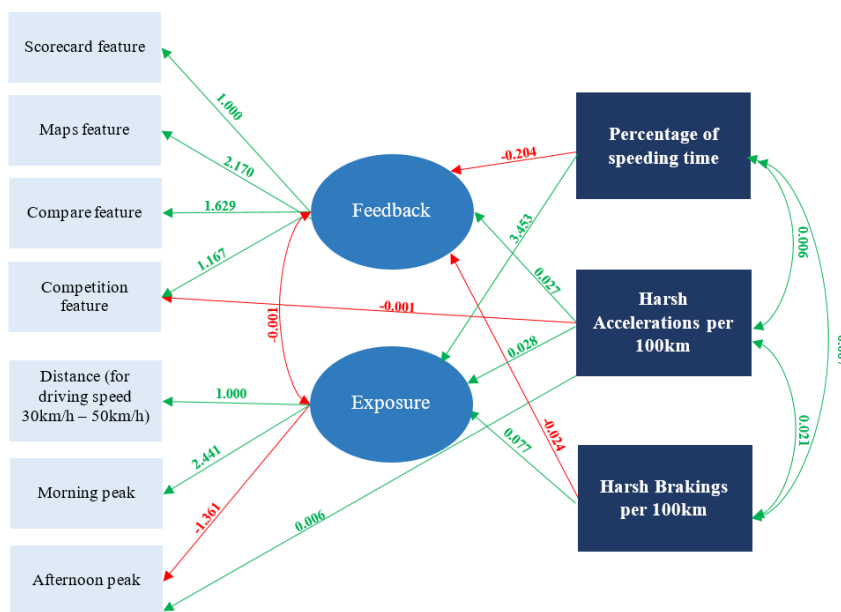 Scorecard feature
Maps feature
Compare feature
Competition
feature
Distance (for
driving speed
30km/h – 50km/h)
Morning peak
Afternoon peak
1.000
2.170
1.629
1.167
-0.001
-0.001
1.000
2.441
-1.361
0.006
Feedback
Exposure
-0.204
3.453
0.027
0.028
-0.024
0.077
Percentage of
speeding time
Harsh
Accelerations per
100km
Harsh Brakings
per 100km
0.006
0.021